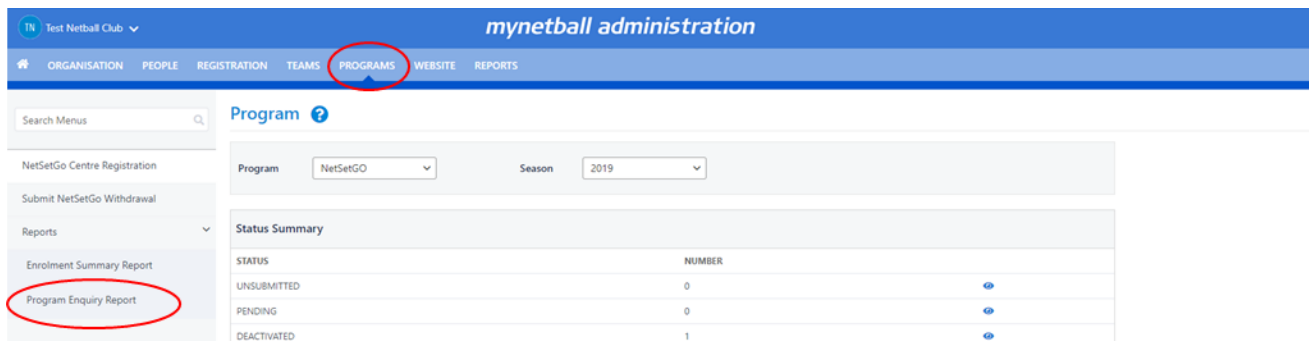 TN Test Netball Club
mynetball administration
ORGANISATION PEOPLE REGISTRATION TEAMS PROGRAMS WEBSITE REPORTS
Search Menus
NetSetGo Centre Registration
Submit NetSetGo Withdrawal
Reports
Enrolment Summary Report
Program Enquiry Report
Program ?
Program NetSetGO Season 2019
Status Summary
STATUS NUMBER
UNSUBMITTED 0
PENDING 0
DEACTIVATED 1